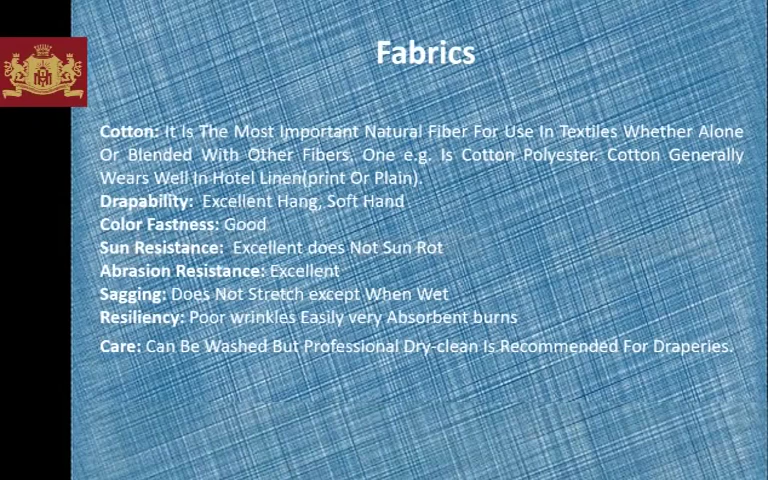 Fabrics
Cotton: It Is The Most Important Natural Fiber For Use In Textiles Whether Alone
Or Blended With Other Fibers. One e.g. Is Cotton Polyester. Cotton Generally
Wears Well In Hotel Linen(print Or Plain).
Drapability: Excellent Hang, Soft Hand
Color Fastness: Good
Sun Resistance: Excellent does Not Sun Rot
Abrasion Resistance: Excellent
Sagging: Does Not Stretch except When Wet
Resiliency: Poor wrinkles Easily very Absorbent burns
Care: Can Be Washed But Professional Dry-clean Is Recommended For Draperies.